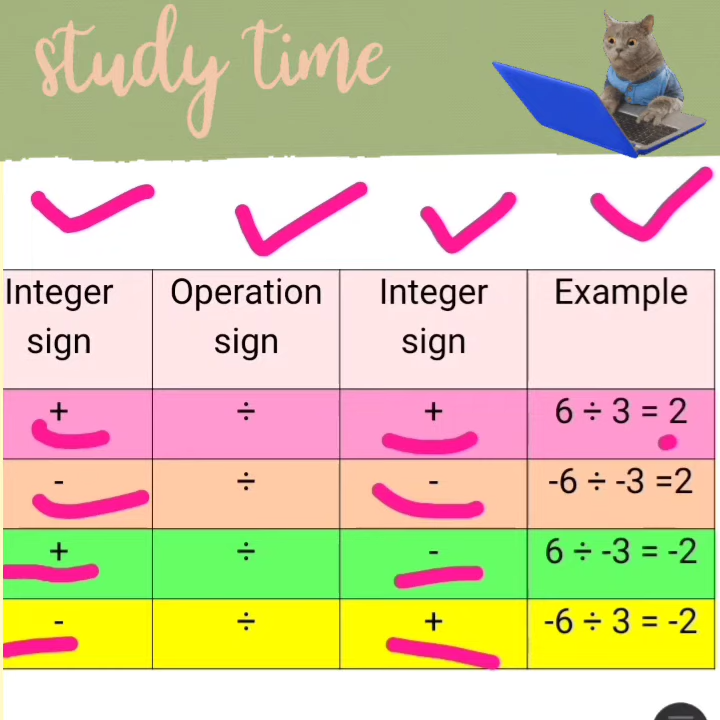 study time
Integer sign Operation sign Integer sign Example
+ ÷ + 6 ÷ 3 = 2
- ÷ - -6 ÷ -3 =2
+ ÷ - 6 ÷ -3 = -2
- ÷ + -6 ÷ 3 = -2